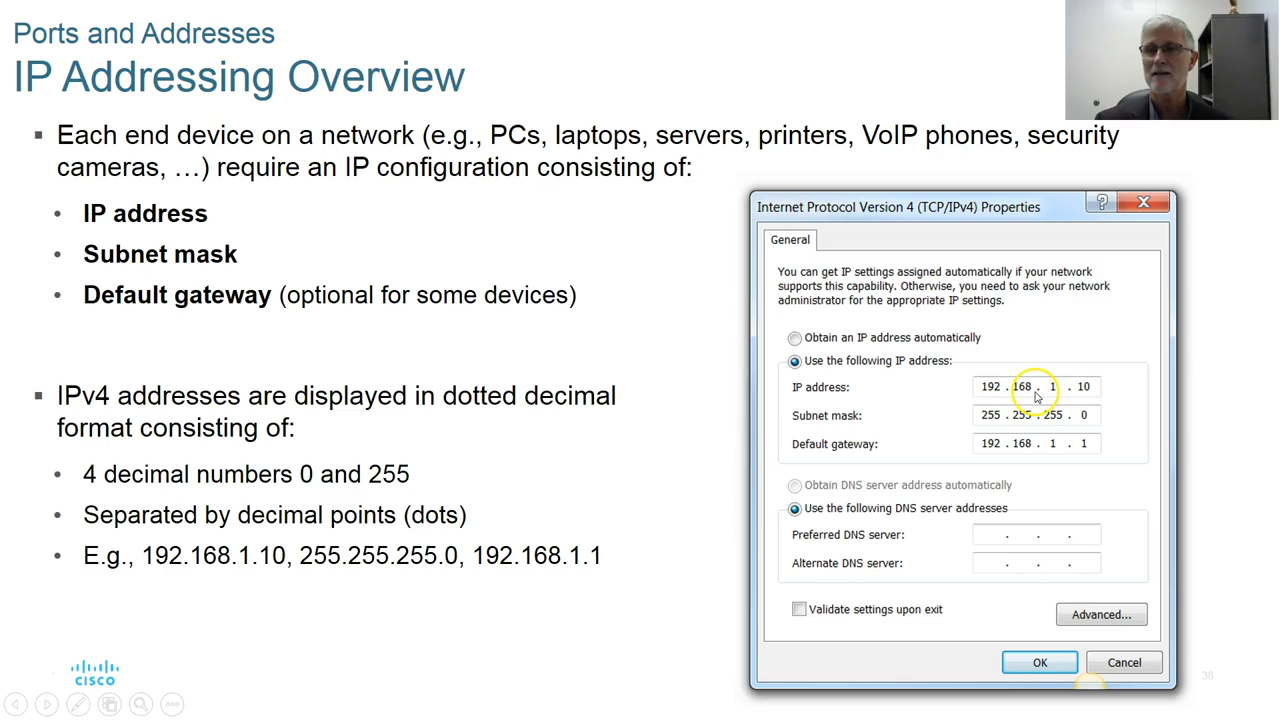 Ports and Addresses
IP Addressing Overview
▪ Each end device on a network (e.g., PCs, laptops, servers, printers, VoIP phones, security
cameras, …) require an IP configuration consisting of:
• IP address
• Subnet mask
• Default gateway (optional for some devices)
▪ IPv4 addresses are displayed in dotted decimal
format consisting of:
• 4 decimal numbers 0 and 255
• Separated by decimal points (dots)
• E.g., 192.168.1.10, 255.255.255.0, 192.168.1.1
Internet Protocol Version 4 (TCP/IPv4) Properties
General
You can get IP settings assigned automatically if your network
supports this capability. Otherwise, you need to ask your network
administrator for the appropriate IP settings.
Obtain an IP address automatically
Use the following IP address:
IP address: 192 . 168 . 1 . 10
Subnet mask: 255 . 255 . 255 . 0
Default gateway: 192 . 168 . 1 . 1
Obtain DNS server address automatically
Use the following DNS server addresses
Preferred DNS server: . . .
Alternate DNS server: . . .
Validate settings upon exit
Advanced...
OK
Cancel
CISCO
38